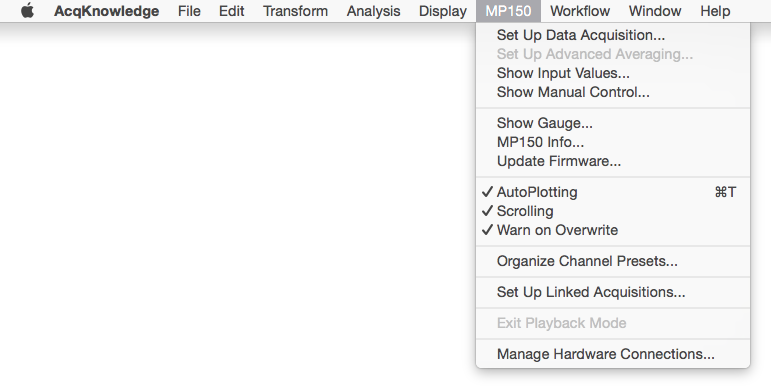 AcqKnowledge File Edit Transform Analysis Display MP150 Workflow Window Help
Set Up Data Acquisition...
Set Up Advanced Averaging...
Show Input Values...
Show Manual Control...
Show Gauge...
MP150 Info...
Update Firmware...
✓ AutoPlotting ⌘T
✓ Scrolling
✓ Warn on Overwrite
Organize Channel Presets...
Set Up Linked Acquisitions...
Exit Playback Mode
Manage Hardware Connections...